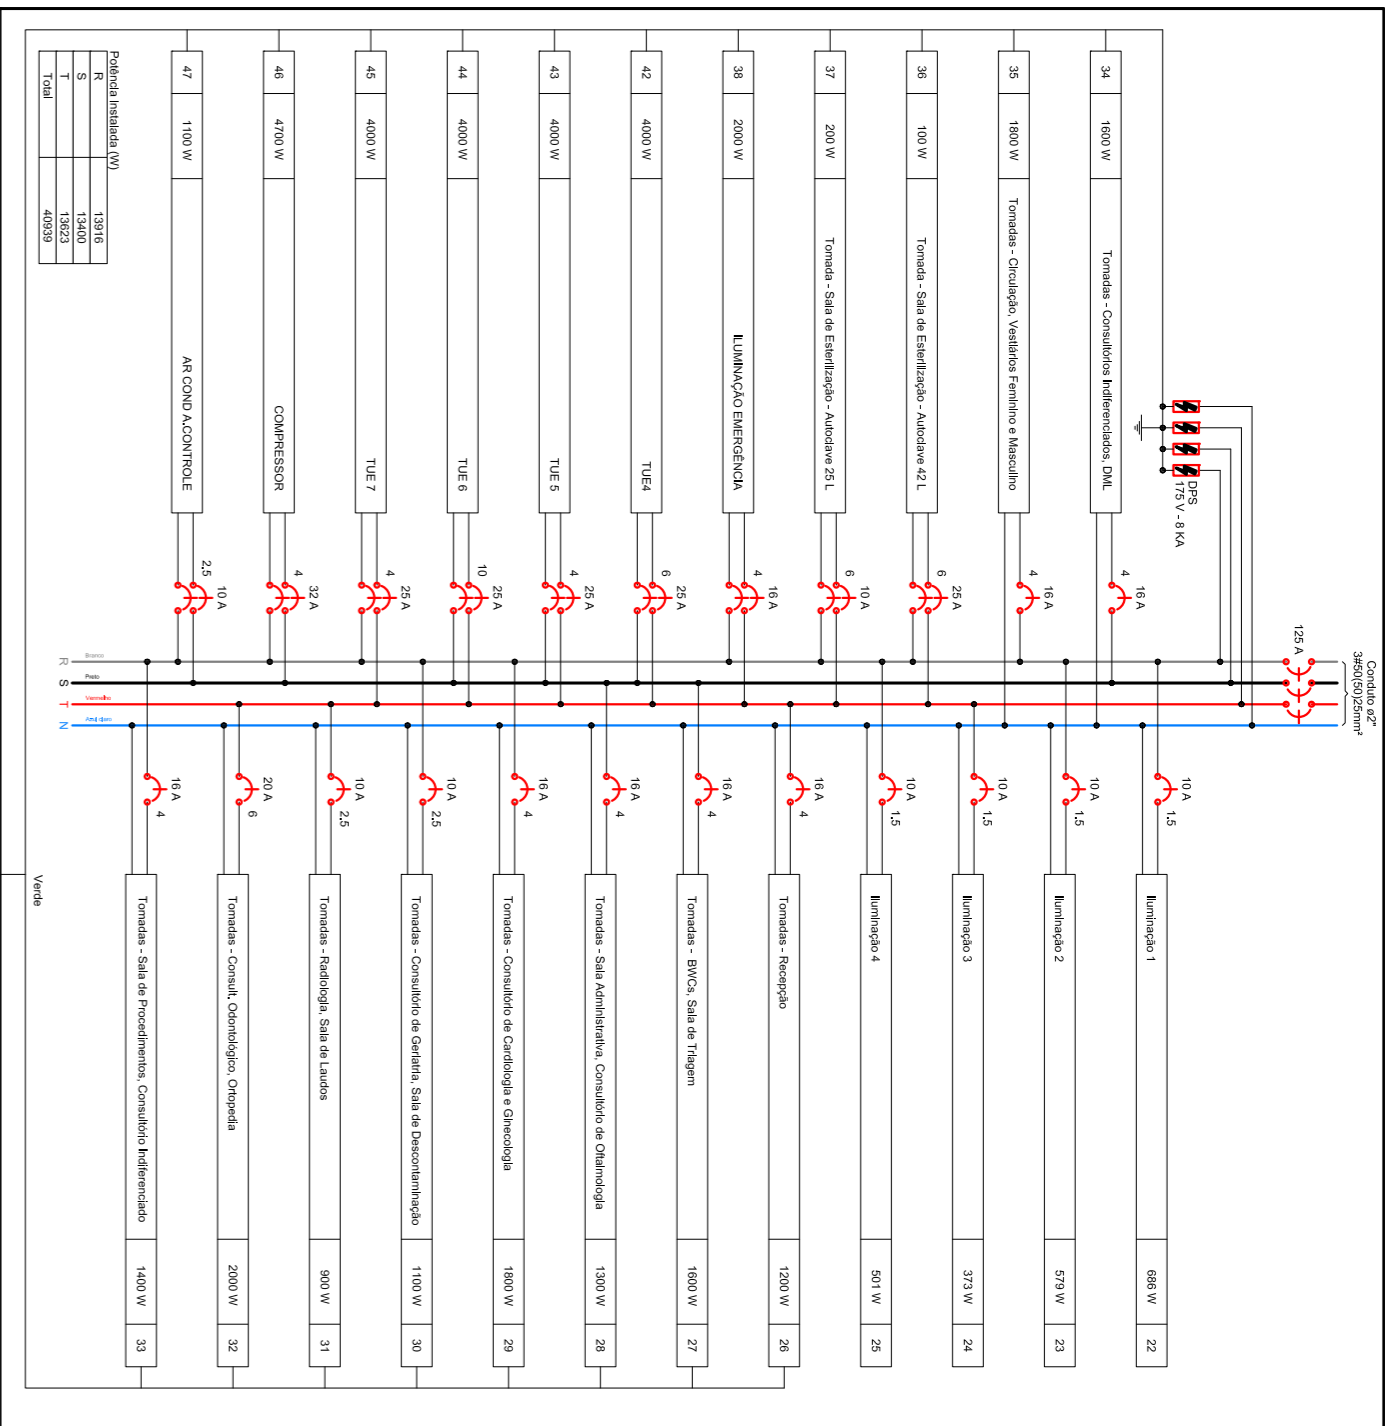 Conduto ø2"
3#50(50)25mm²
125 A
DPS
175 V - 8 KA
34
1600 W
Tomadas - Consultórios Indiferenciados, DML
4
16 A
35
1800 W
Tomadas - Circulação, Vestiários Feminino e Masculino
4
16 A
36
100 W
Tomada - Sala de Esterilização - Autoclave 42 L
6
25 A
37
200 W
Tomada - Sala de Esterilização - Autoclave 25 L
6
10 A
38
2000 W
ILUMINAÇÃO EMERGÊNCIA
4
16 A
42
4000 W
TUE4
6
25 A
43
4000 W
TUE 5
4
25 A
44
4000 W
TUE 6
10
25 A
45
4000 W
TUE 7
4
25 A
46
4700 W
COMPRESSOR
4
32 A
47
1100 W
AR COND A.CONTROLE
2.5
10 A
R
Branco
S
Preto
T
Vermelho
N
Azul claro
10 A
1.5
Iluminação 1
686 W
22
10 A
1.5
Iluminação 2
579 W
23
10 A
1.5
Iluminação 3
373 W
24
10 A
1.5
Iluminação 4
501 W
25
16 A
4
Tomadas - Recepção
1200 W
26
16 A
4
Tomadas - BWCs, Sala de Triagem
1600 W
27
16 A
4
Tomadas - Sala Administrativa, Consultório de Oftalmologia
1300 W
28
16 A
4
Tomadas - Consultório de Cardiologia e Ginecologia
1800 W
29
10 A
2.5
Tomadas - Consultório de Geriatria, Sala de Descontaminação
1100 W
30
10 A
2.5
Tomadas - Radiologia, Sala de Laudos
900 W
31
20 A
6
Tomadas - Consult. Odontológico, Ortopedia
2000 W
32
16 A
4
Tomadas - Sala de Procedimentos, Consultório Indiferenciado
1400 W
33
Verde
Potência Instalada (W)
R 13916
S 13400
T 13623
Total 40939